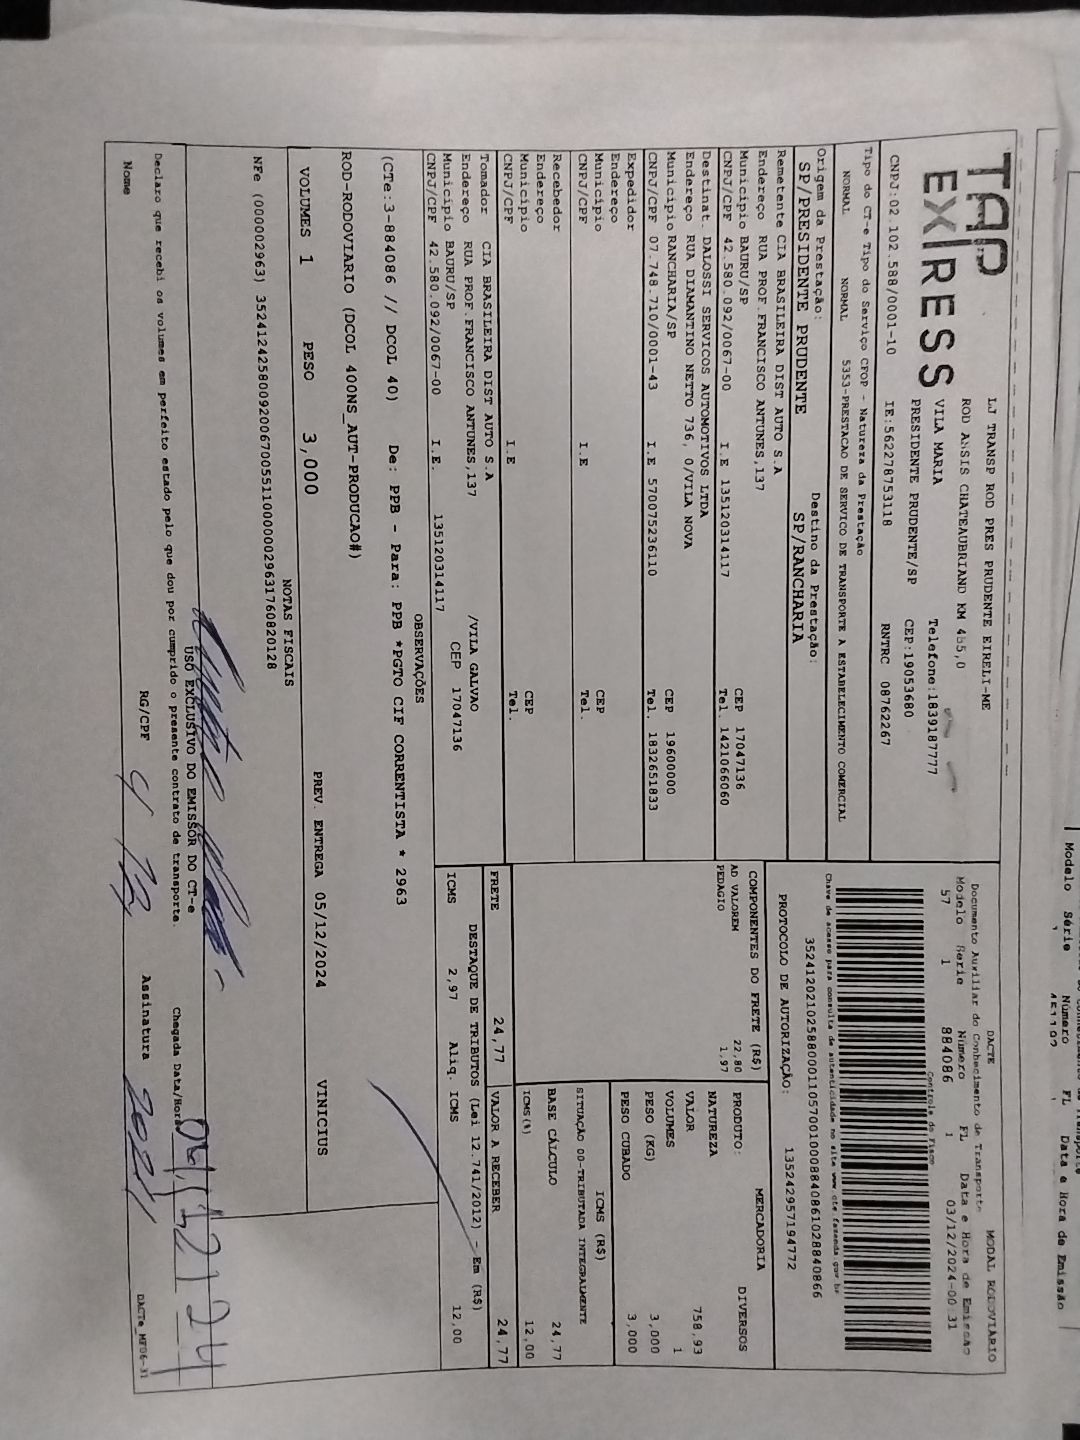 TAP
EX|RESS
LJ TRANSP ROD PRES PRUDENTE EIRELI-ME
ROD ASSIS CHATEAUBRIAND KM 455,0
VILA MARIA Telefone:1839187777
PRESIDENTE PRUDENTE/SP CEP:19053680
CNPJ:02.102.588/0001-10 IE:562278753118 RNTRC 08762267
DACTE MODAL RODOVIÁRIO
Documento Auxiliar do Conhecimento de Transporte
Modelo Serie Número FL Data e Hora de Emissão
57 1 884086 1 03/12/2024-00:31
Controle do Fisco
Tipo do CT-e Tipo do Serviço CFOP - Natureza da Prestação
NORMAL NORMAL 5353-PRESTACAO DE SERVICO DE TRANSPORTE A ESTABELECIMENTO COMERCIAL
Chave de acesso para consulta de autenticidade no site www.cte.fazenda.gov.br
PROTOCOLO DE AUTORIZAÇÃO: 135242957194772
Origem da Prestação: Destino da Prestação:
SP/PRESIDENTE PRUDENTE SP/RANCHARIA
Remetente CIA BRASILEIRA DIST AUTO S.A
Endereço RUA PROF.FRANCISCO ANTUNES,137
Município BAURU/SP CEP 17047136
CNPJ/CPF 42.580.092/0067-00 I.E 135120314117 Tel. 1421066060
Destinat. DALOSSI SERVICOS AUTOMOTIVOS LTDA
Endereço RUA DIAMANTINO NETTO 736, 0/VILA NOVA
Município RANCHARIA/SP CEP 19600000
CNPJ/CPF 07.748.710/0001-43 I.E 570075236110 Tel. 1832651833
Expedidor
Endereço
Município CEP
CNPJ/CPF I.E Tel.
Recebedor
Endereço
Município CEP
CNPJ/CPF I.E Tel.
Tomador CIA BRASILEIRA DIST AUTO S.A
Endereço RUA PROF.FRANCISCO ANTUNES,137 /VILA GALVAO
Município BAURU/SP CEP 17047136
CNPJ/CPF 42.580.092/0067-00 I.E. 135120314117
COMPONENTES DO FRETE (R$)
AD VALOREM 22,80
PEDAGIO 1,97
PRODUTO: MERCADORIA
NATUREZA DIVERSOS
VALOR 758,93
VOLUMES 1
PESO (KG) 3,000
PESO CUBADO 3,000
ICMS (R$)
SITUAÇÃO 00-TRIBUTADA INTEGRALMENTE
BASE CÁLCULO 24,77
ICMS(%) 12,00
FRETE 24,77 VALOR A RECEBER 24,77
DESTAQUE DE TRIBUTOS (Lei 12.741/2012) - Em (R$)
ICMS 2,97 Aliq. ICMS 12,00
OBSERVAÇÕES
(CTe:3-884086 // DCOL 40) De: PPB - Para: PPB *PGTO CIF CORRENTISTA * 2963
ROD-RODOVIARIO (DCOL 400NS_AUT-PRODUCAO#)
VOLUMES 1 PESO 3,000 PREV. ENTREGA 05/12/2024 VINICIUS
NOTAS FISCAIS
USO EXCLUSIVO DO EMISSOR DO CT-e
Declaro que recebi os volumes em perfeito estado pelo que dou por cumprido o presente contrato de transporte. Chegada Data/Hora
Nome RG/CPF Assinatura
DACTe_MF06-31
Modelo Série Número FL Data e Hora de Emissão